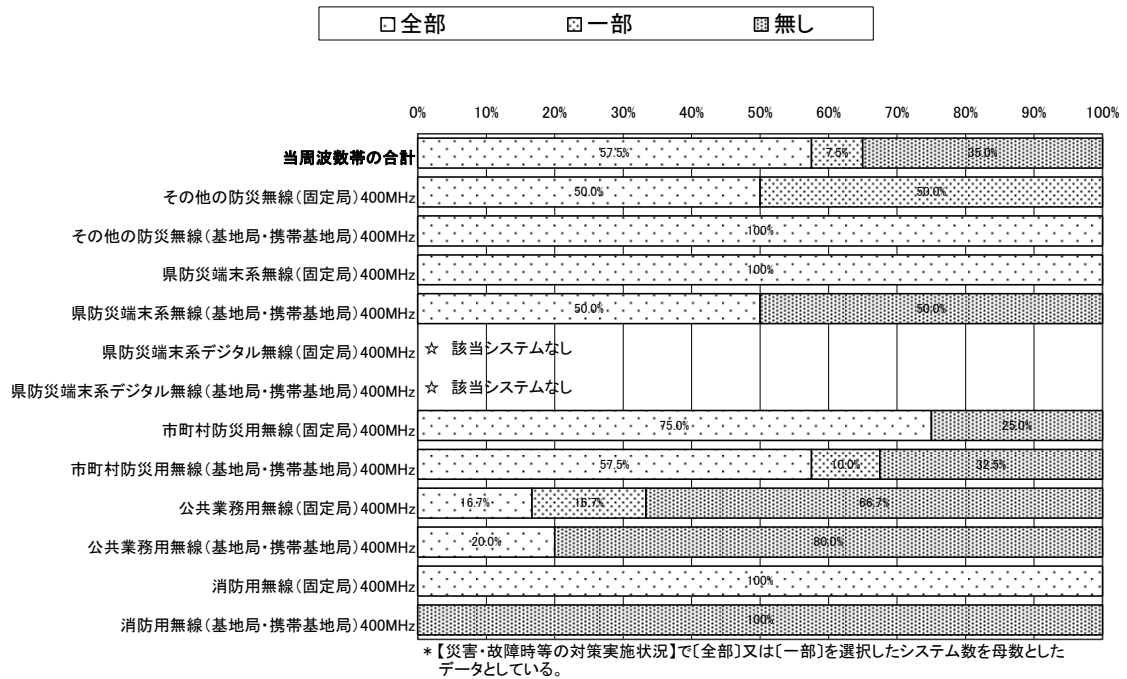 全部 一部 無し
0% 10% 20% 30% 40% 50% 60% 70% 80% 90% 100%
当周波数帯の合計 57.5% 7.5% 35.0%
その他の防災無線(固定局)400MHz 50.0% 50.0%
その他の防災無線(基地局・携帯基地局)400MHz 100%
県防災端末系無線(固定局)400MHz 100%
県防災端末系無線(基地局・携帯基地局)400MHz 50.0% 50.0%
県防災端末系デジタル無線(固定局)400MHz ☆ 該当システムなし
県防災端末系デジタル無線(基地局・携帯基地局)400MHz ☆ 該当システムなし
市町村防災用無線(固定局)400MHz 75.0% 25.0%
市町村防災用無線(基地局・携帯基地局)400MHz 57.5% 10.0% 32.5%
公共業務用無線(固定局)400MHz 16.7% 16.7% 66.7%
公共業務用無線(基地局・携帯基地局)400MHz 20.0% 80.0%
消防用無線(固定局)400MHz 100%
消防用無線(基地局・携帯基地局)400MHz 100%
*【災害・故障時等の対策実施状況】で〔全部〕又は〔一部〕を選択したシステム数を母数とした
データとしている。